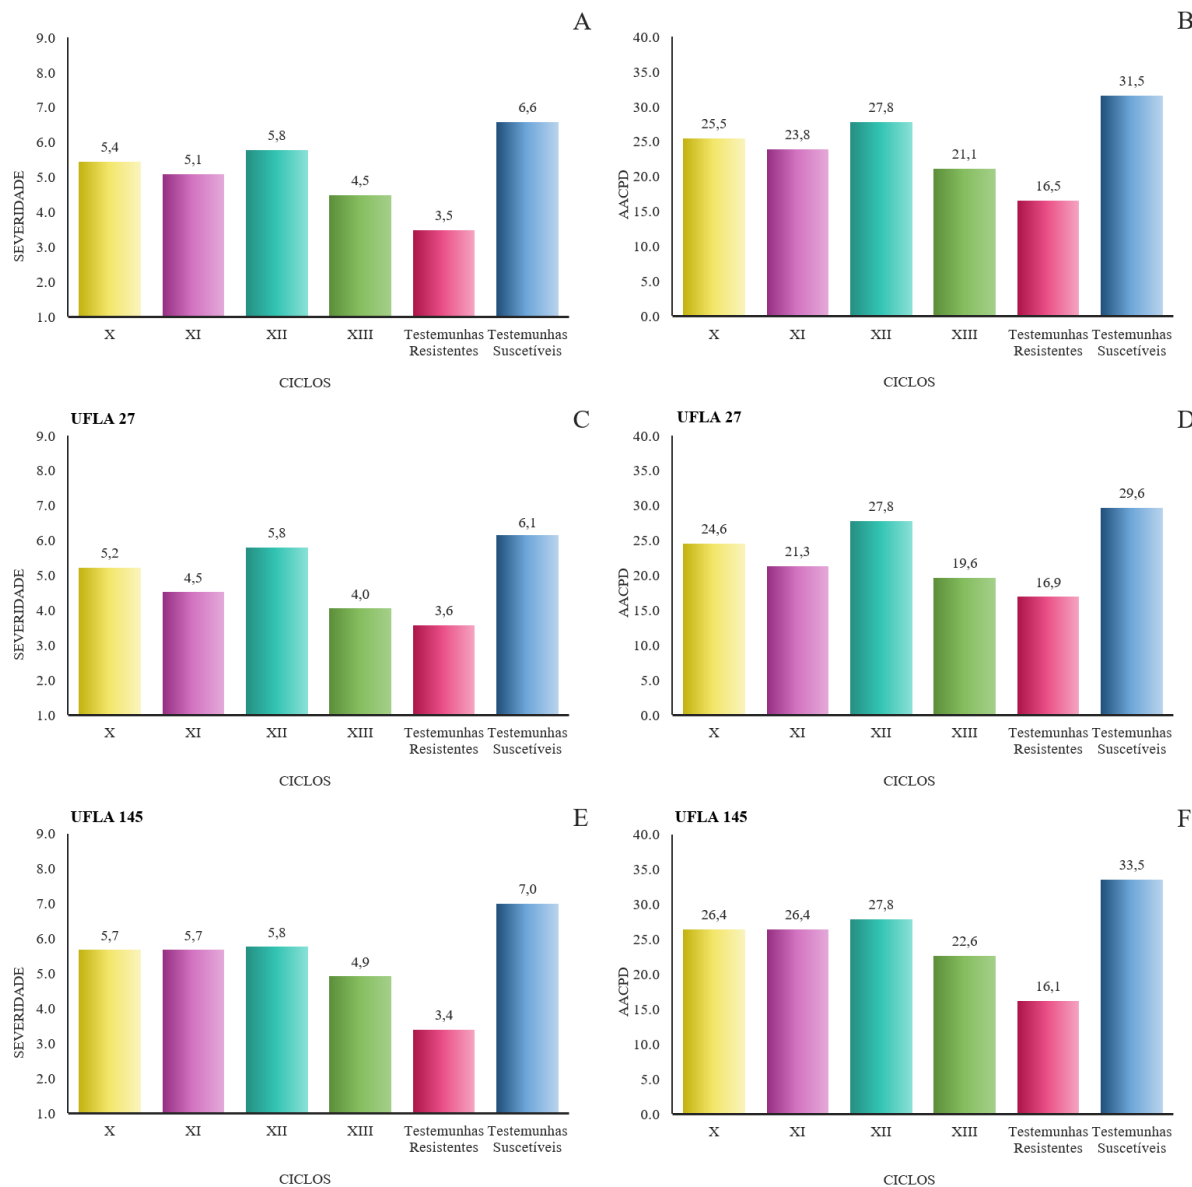 A
9.0
8.0
7.0
6.0
5.0
4.0
3.0
2.0
1.0
SEVERIDADE
5,4
5,1
5,8
4,5
3,5
6,6
X
XI
XII
XIII
Testemunhas
Resistentes
Testemunhas
Suscetíveis
CICLOS
B
40.0
35.0
30.0
25.0
20.0
15.0
10.0
5.0
0.0
AACPD
25,5
23,8
27,8
21,1
16,5
31,5
X
XI
XII
XIII
Testemunhas
Resistentes
Testemunhas
Suscetíveis
CICLOS
UFLA 27
C
9.0
8.0
7.0
6.0
5.0
4.0
3.0
2.0
1.0
SEVERIDADE
5,2
4,5
5,8
4,0
3,6
6,1
X
XI
XII
XIII
Testemunhas
Resistentes
Testemunhas
Suscetíveis
CICLOS
UFLA 27
D
40.0
35.0
30.0
25.0
20.0
15.0
10.0
5.0
0.0
AACPD
24,6
21,3
27,8
19,6
16,9
29,6
X
XI
XII
XIII
Testemunhas
Resistentes
Testemunhas
Suscetíveis
CICLOS
UFLA 145
E
9.0
8.0
7.0
6.0
5.0
4.0
3.0
2.0
1.0
SEVERIDADE
5,7
5,7
5,8
4,9
3,4
7,0
X
XI
XII
XIII
Testemunhas
Resistentes
Testemunhas
Suscetíveis
CICLOS
UFLA 145
F
40.0
35.0
30.0
25.0
20.0
15.0
10.0
5.0
0.0
AACPD
26,4
26,4
27,8
22,6
16,1
33,5
X
XI
XII
XIII
Testemunhas
Resistentes
Testemunhas
Suscetíveis
CICLOS